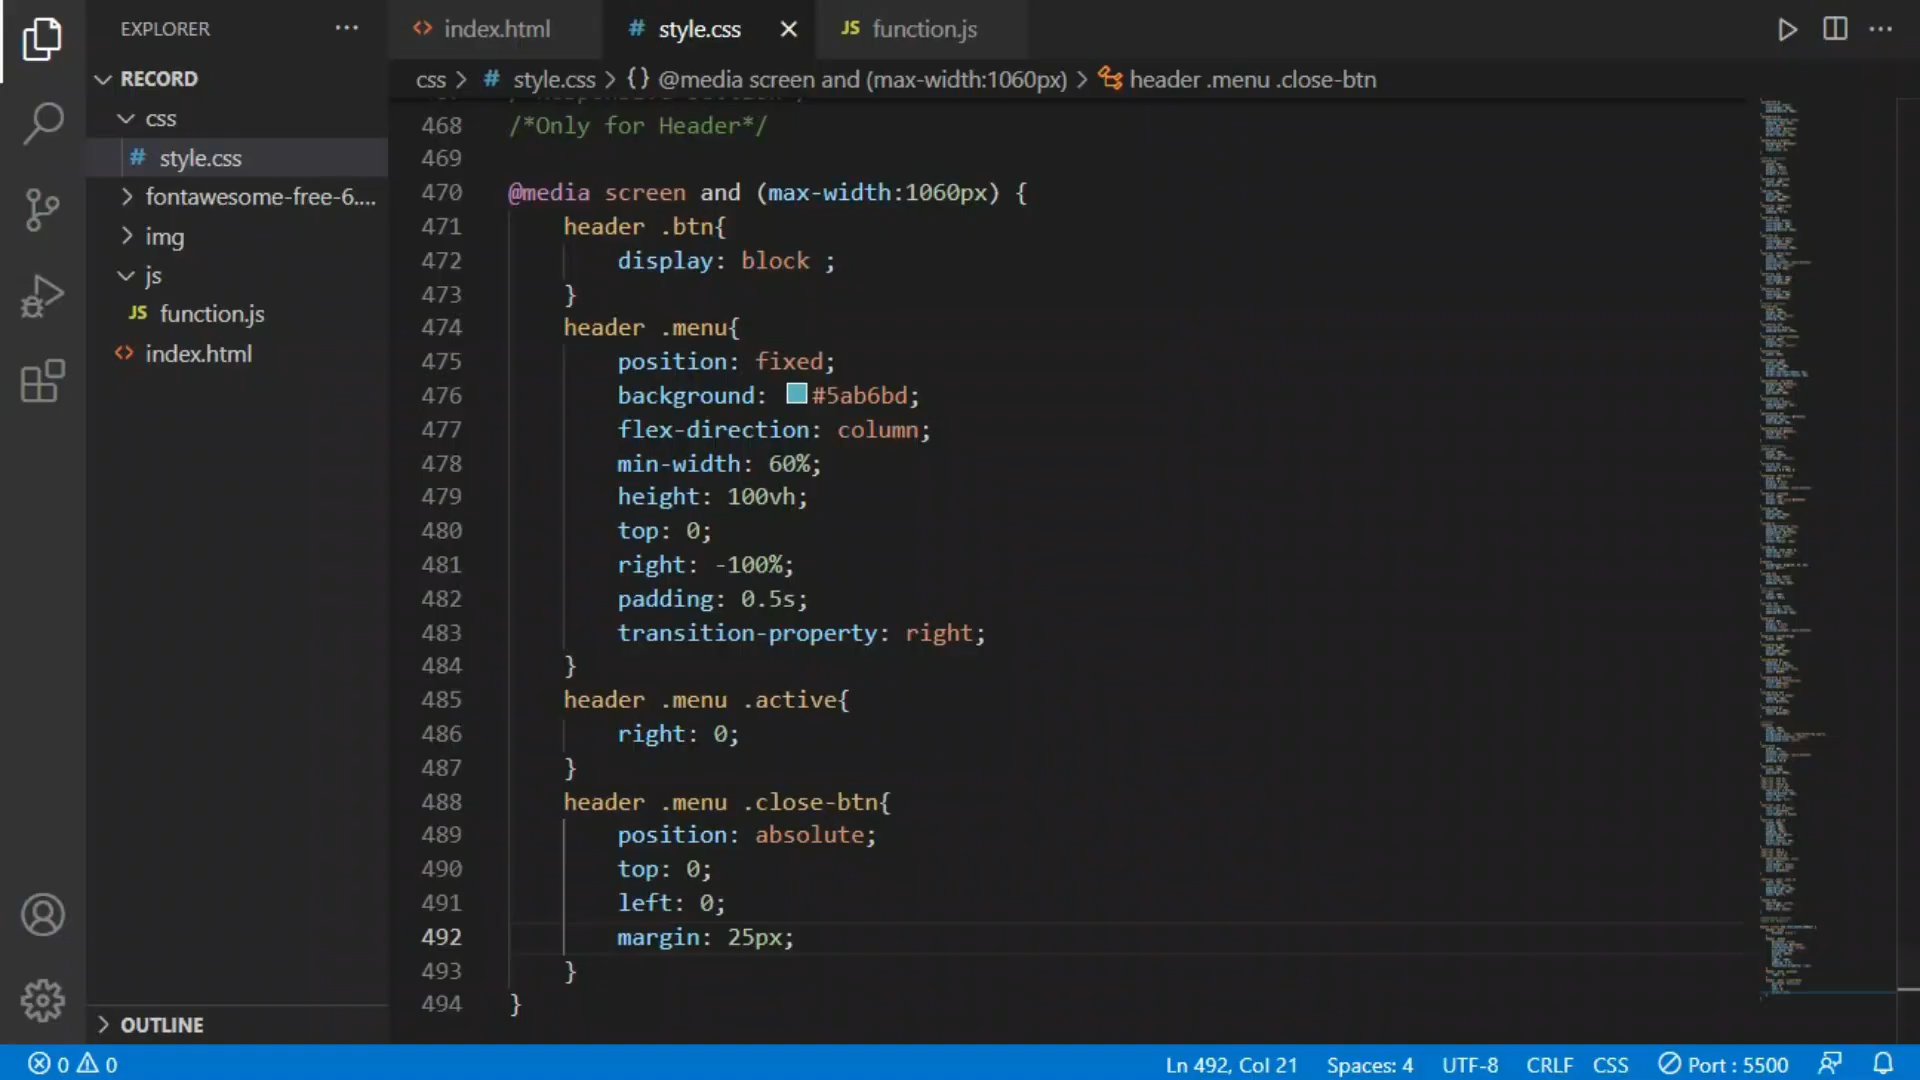 EXPLORER
index.html
# style.css
JS function.js
RECORD
css > # style.css > {} @media screen and (max-width:1060px) > header .menu .close-btn
css
# style.css
fontawesome-free-6....
img
js
JS function.js
index.html
468 /*Only for Header*/
469
470 @media screen and (max-width:1060px) {
471 header .btn{
472 display: block ;
473 }
474 header .menu{
475 position: fixed;
476 background: #5ab6bd;
477 flex-direction: column;
478 min-width: 60%;
479 height: 100vh;
480 top: 0;
481 right: -100%;
482 padding: 0.5s;
483 transition-property: right;
484 }
485 header .menu .active{
486 right: 0;
487 }
488 header .menu .close-btn{
489 position: absolute;
490 top: 0;
491 left: 0;
492 margin: 25px;
493 }
494 }
OUTLINE
0 0
Ln 492, Col 21 Spaces: 4 UTF-8 CRLF CSS Port : 5500